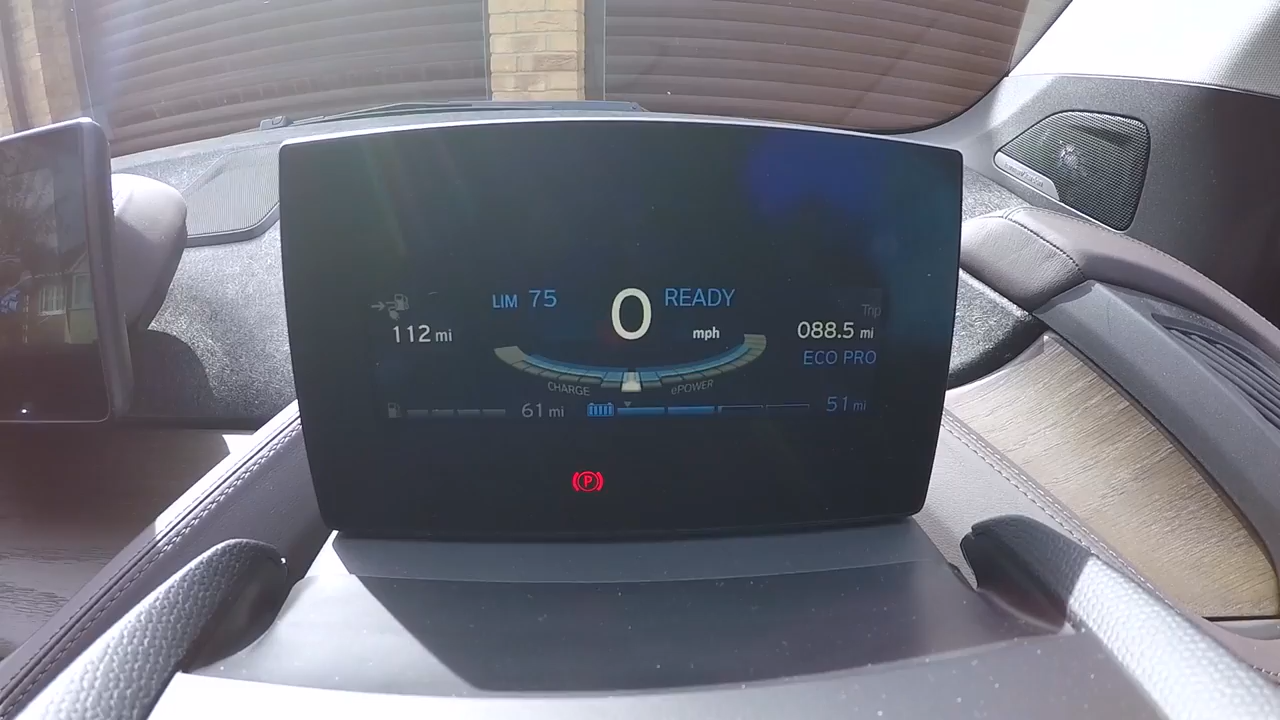 LIM 75
0
READY
mph
112 mi
Trip
088.5 mi
ECO PRO
CHARGE
ePOWER
61 mi
51 mi
P